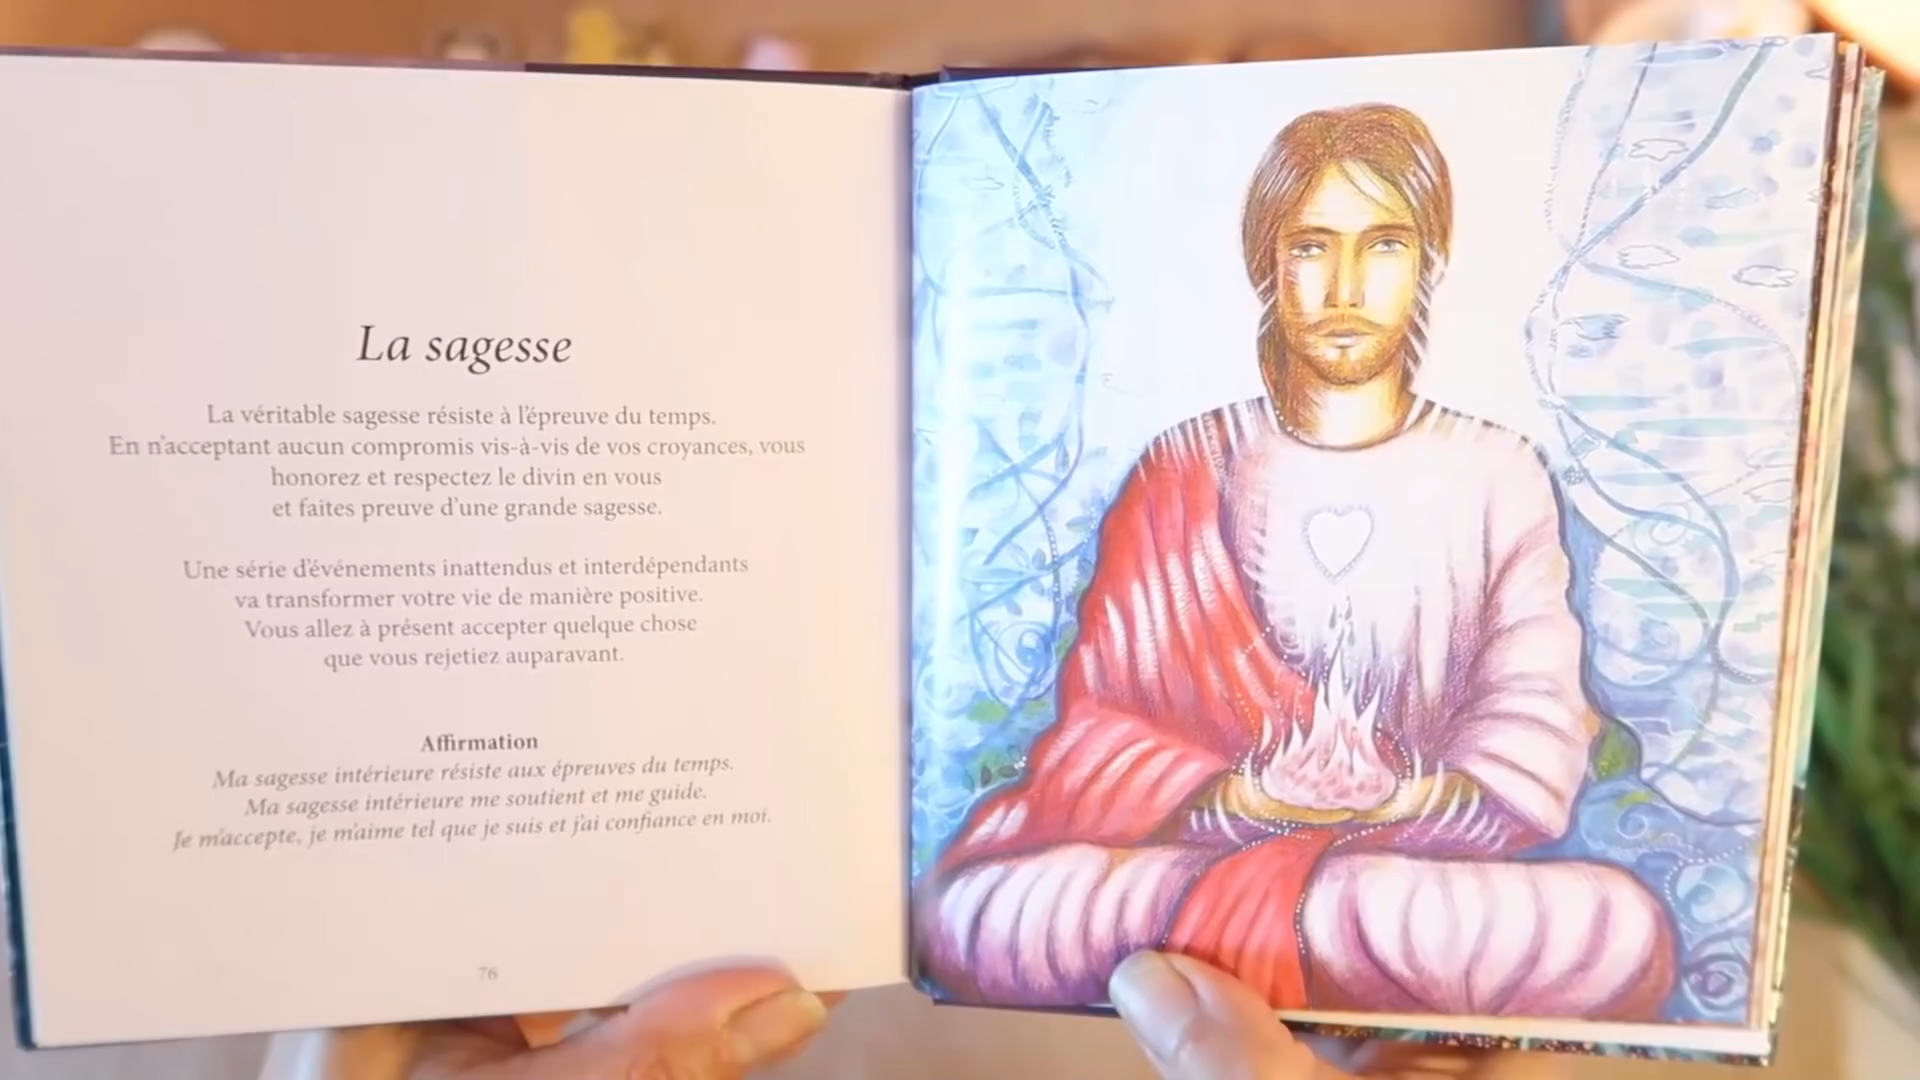 La sagesse
La véritable sagesse résiste à l'épreuve du temps.
En n'acceptant aucun compromis vis-à-vis de vos croyances, vous
honorez et respectez le divin en vous
et faites preuve d'une grande sagesse.
Une série d'événements inattendus et interdépendants
va transformer votre vie de manière positive.
Vous allez à présent accepter quelque chose
que vous rejetiez auparavant.
Affirmation
Ma sagesse intérieure résiste aux épreuves du temps.
Ma sagesse intérieure me soutient et me guide.
Je m'accepte, je m'aime tel que je suis et j'ai confiance en moi.
76